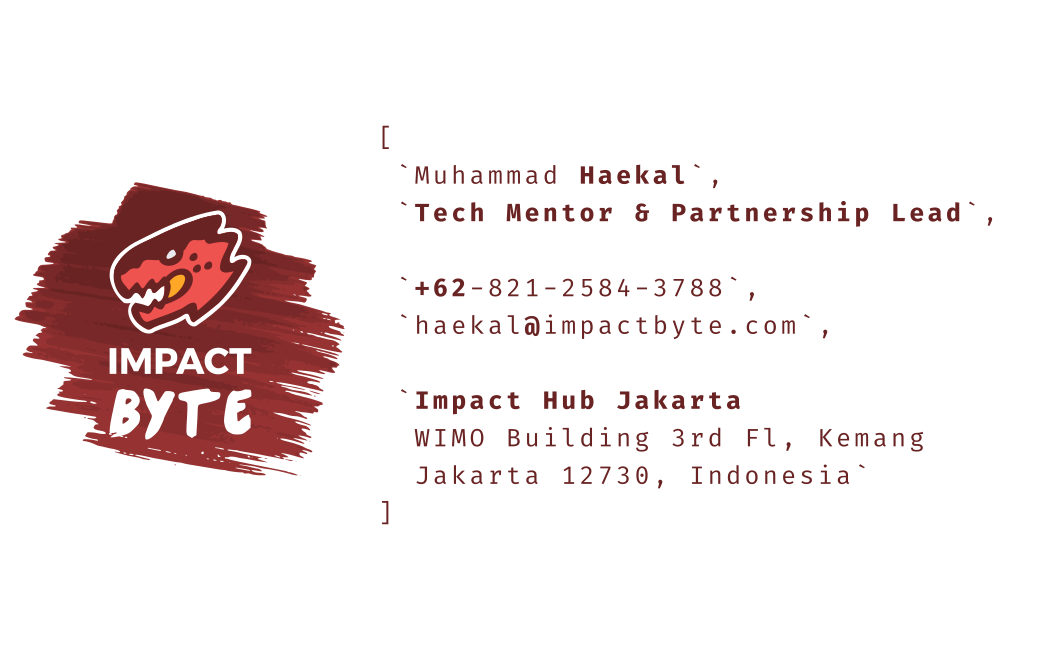 IMPACT
BYTE
[
`Muhammad Haekal`,
`Tech Mentor & Partnership Lead`,
`+62-821-2584-3788`,
`haekal@impactbyte.com`,
`Impact Hub Jakarta
WIMO Building 3rd Fl, Kemang
Jakarta 12730, Indonesia`
]